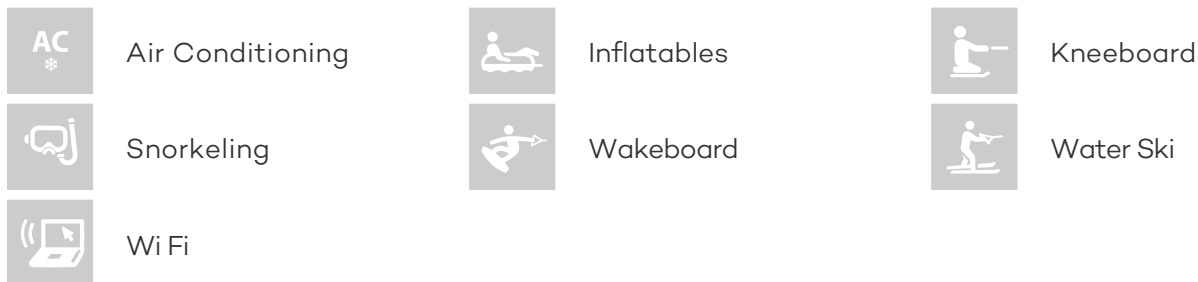 AC
Air Conditioning
Inflatables
Kneeboard
Snorkeling
Wakeboard
Water Ski
Wi Fi